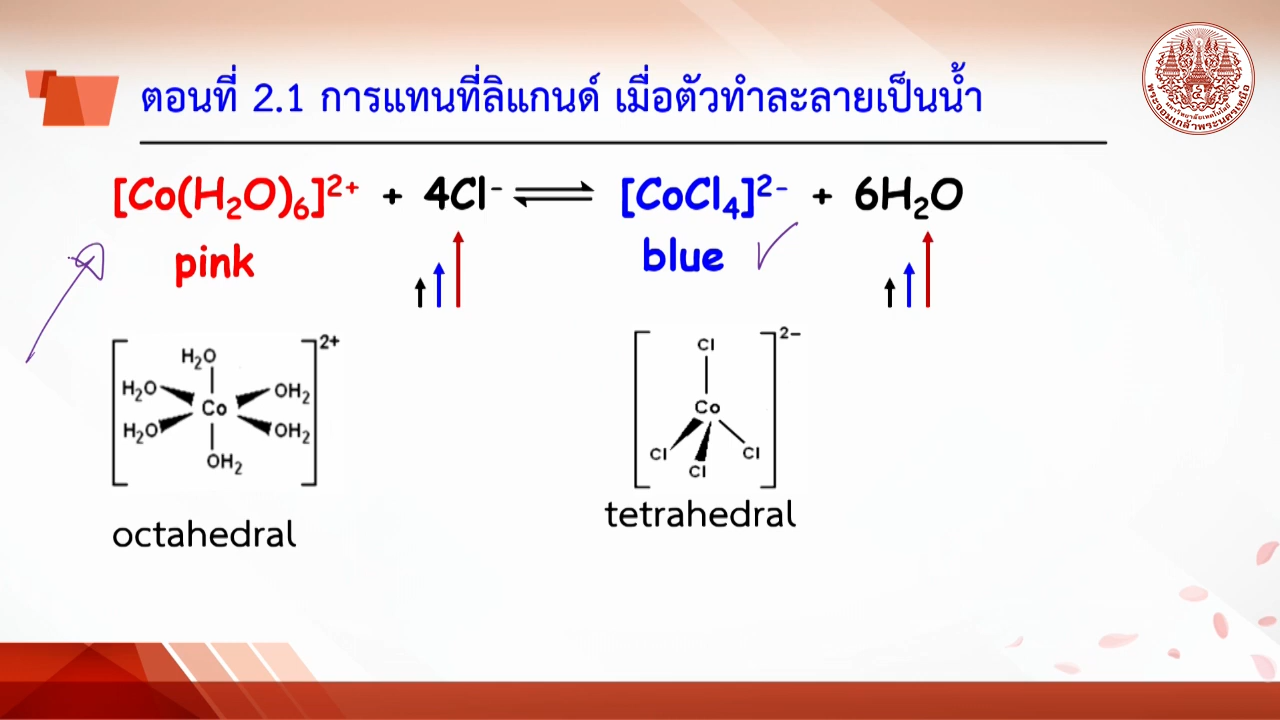 ตอนที่ 2.1 การแทนที่ลิแกนด์ เมื่อตัวทำละลายเป็นน้ำ
[Co(H₂O)₆]²⁺ + 4Cl⁻ ⇌ [CoCl₄]²⁻ + 6H₂O
pink
blue
2+
H₂O
H₂O
OH₂
Co
H₂O
OH₂
OH₂
octahedral
2−
Cl
Co
Cl
Cl
Cl
tetrahedral